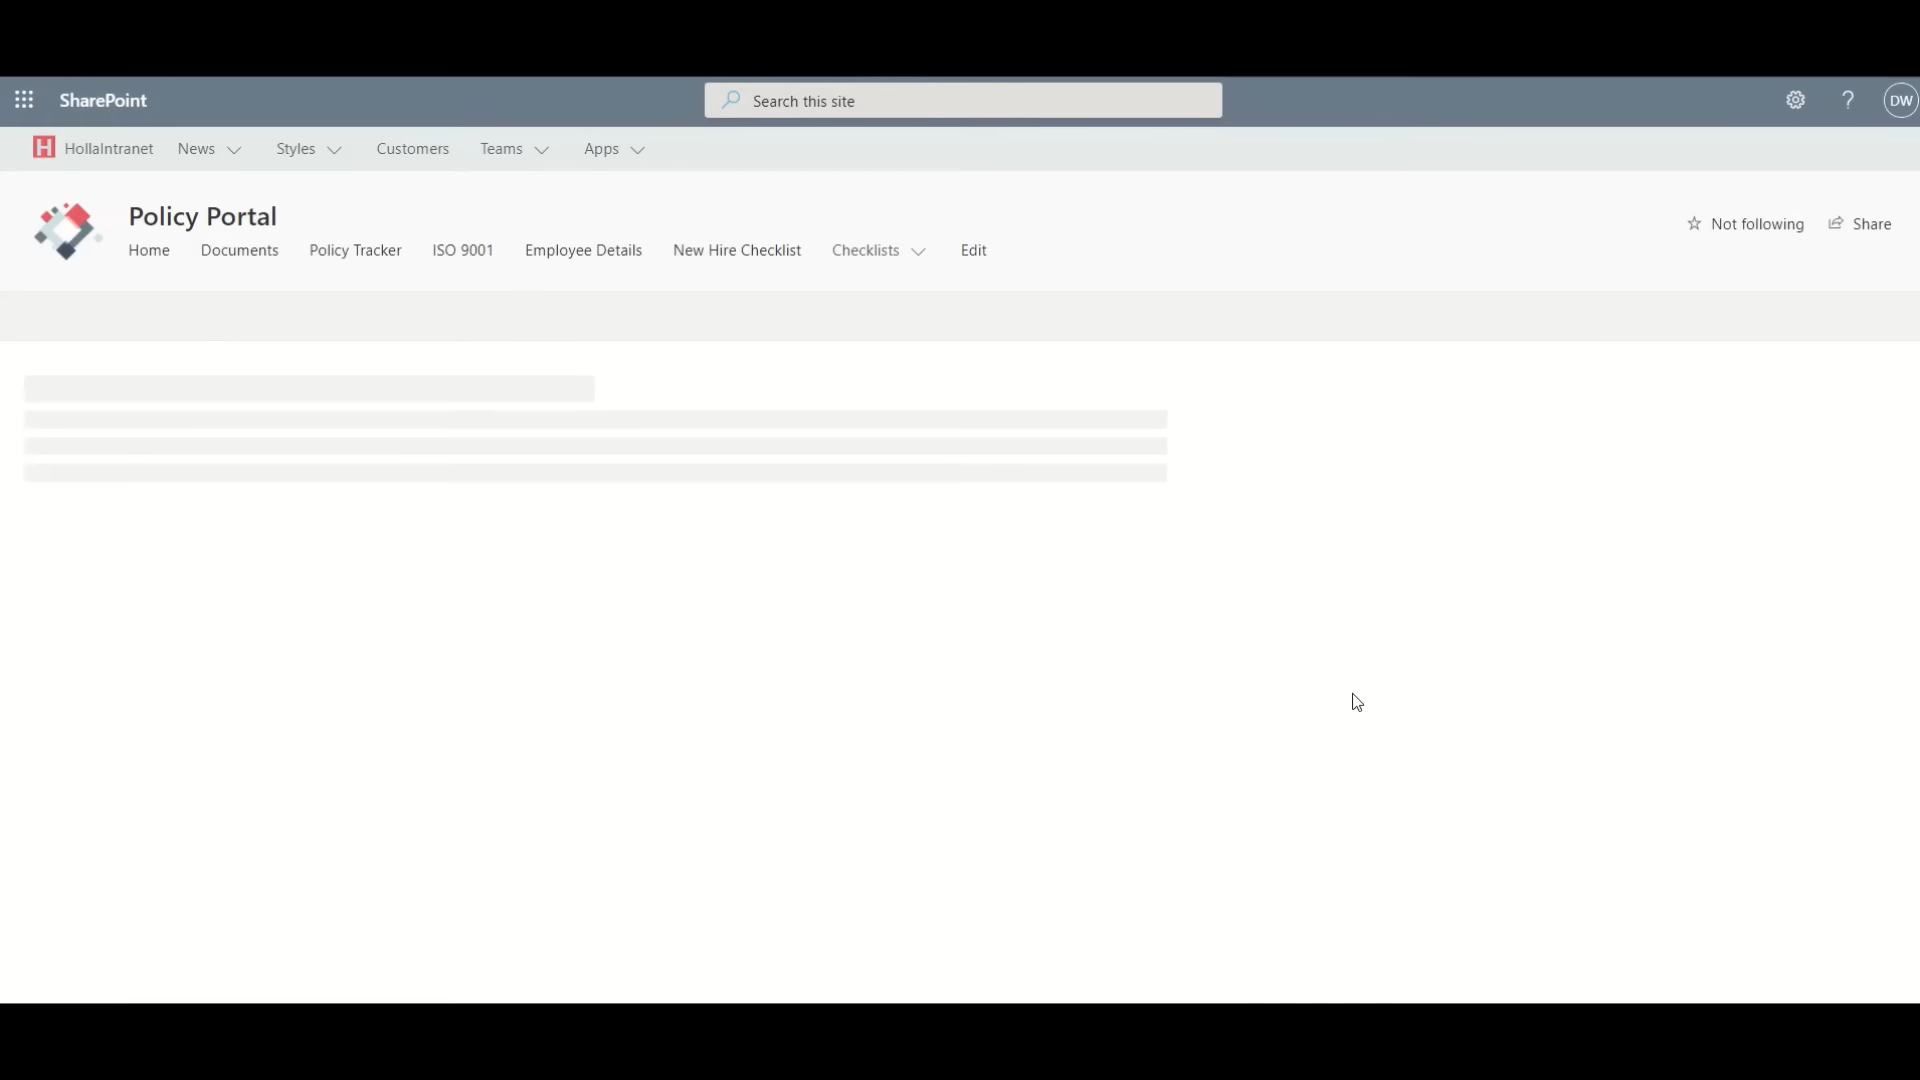 SharePoint
Search this site
?
DW
H HollaIntranet News Styles Customers Teams Apps
Policy Portal
Not following Share
Home Documents Policy Tracker ISO 9001 Employee Details New Hire Checklist Checklists Edit